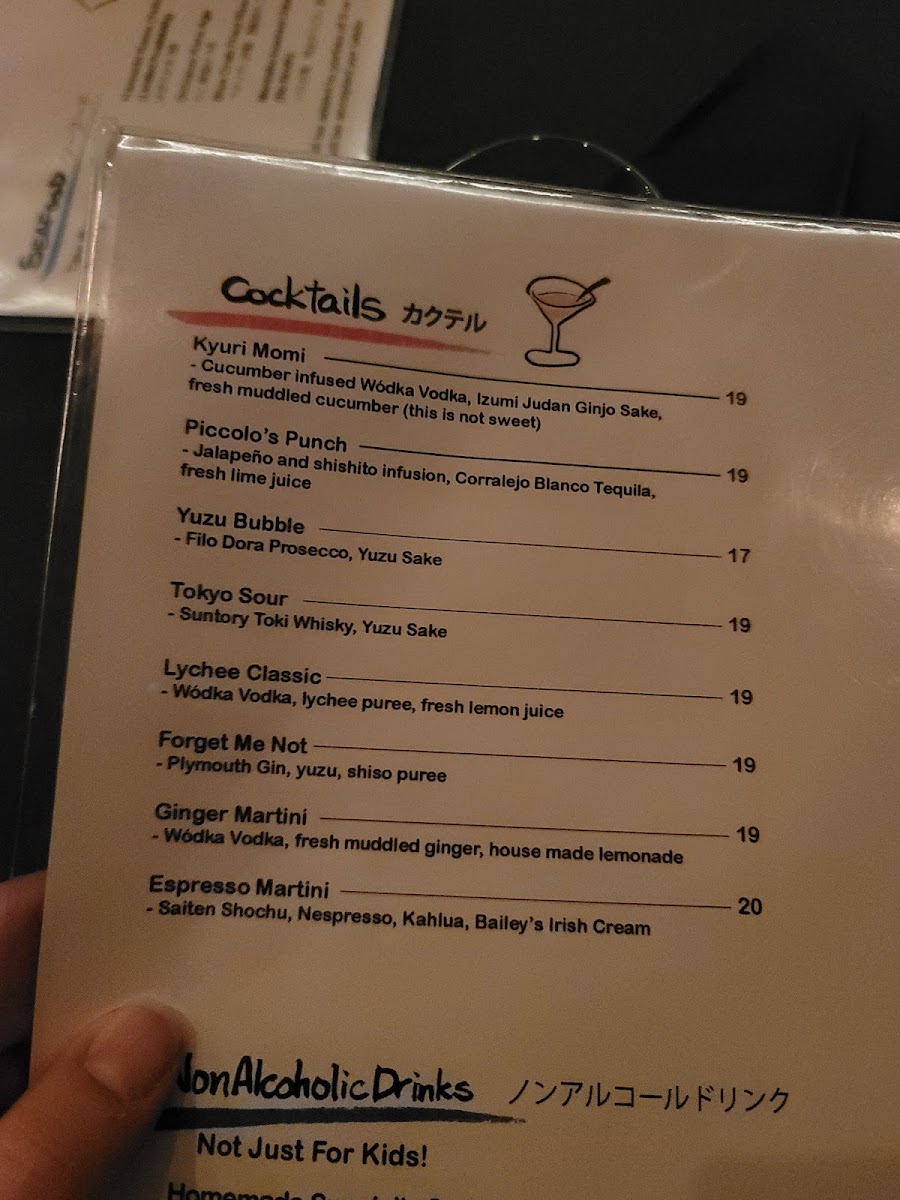 SEAFOOD
Cocktails カクテル
Kyuri Momi 19
- Cucumber infused Wódka Vodka, Izumi Judan Ginjo Sake,
fresh muddled cucumber (this is not sweet)
Piccolo's Punch 19
- Jalapeño and shishito infusion, Corralejo Blanco Tequila,
fresh lime juice
Yuzu Bubble 17
- Filo Dora Prosecco, Yuzu Sake
Tokyo Sour 19
- Suntory Toki Whisky, Yuzu Sake
Lychee Classic 19
- Wódka Vodka, lychee puree, fresh lemon juice
Forget Me Not 19
- Plymouth Gin, yuzu, shiso puree
Ginger Martini 19
- Wódka Vodka, fresh muddled ginger, house made lemonade
Espresso Martini 20
- Saiten Shochu, Nespresso, Kahlua, Bailey's Irish Cream
Non Alcoholic Drinks ノンアルコールドリンク
Not Just For Kids!
Homemade